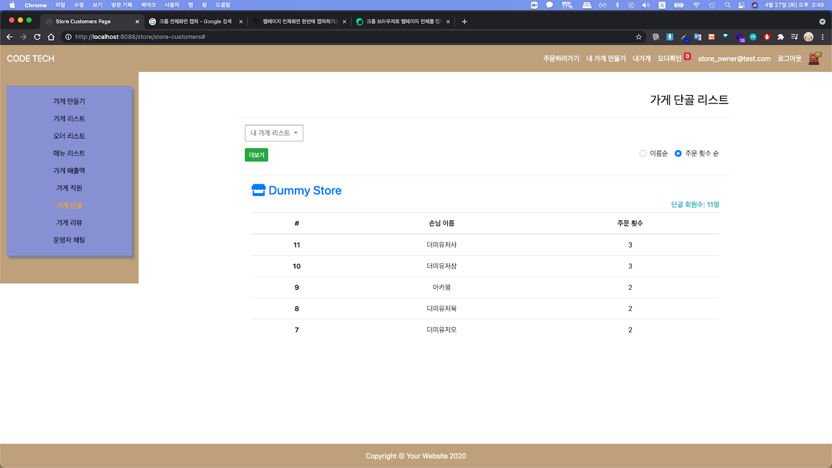 Chrome 파일 수정 보기 방문 기록 북마크 사용자 탭 창 도움말 4월 27일 (화) 오후 3:49
Store Customers Page
크롬 전체화면 캡쳐 - Google 검색
웹페이지 전체화면 한번에 캡쳐하기
크롬 브라우저로 웹페이지 전체를 캡
http://localhost:8088/store/store-customers#
CODE TECH
주문하러가기 내 가게 만들기 내가게 오더확인 0 store_owner@test.com 로그아웃
가게 만들기
가게 리스트
오더 리스트
메뉴 리스트
가게 매출액
가게 직원
가게 단골
가게 리뷰
운영자 채팅
가게 단골 리스트
내 가게 리스트
더보기
이름순 주문 횟수 순
Dummy Store
단골 회원수: 11명
# 손님 이름 주문 횟수
11 더미유저사 3
10 더미유저삼 3
9 아카붐 2
8 더미유저육 2
7 더미유저오 2
Copyright © Your Website 2020